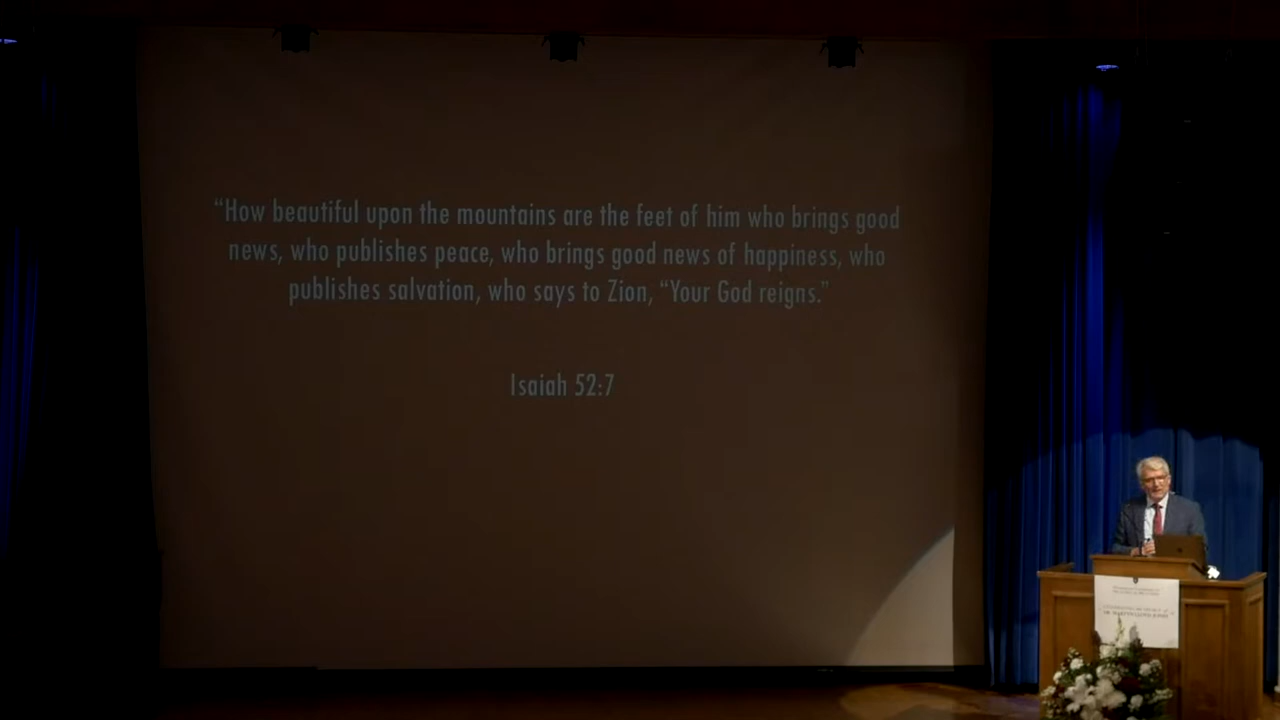 “How beautiful upon the mountains are the feet of him who brings good
news, who publishes peace, who brings good news of happiness, who
publishes salvation, who says to Zion, “Your God reigns.”
Isaiah 52:7